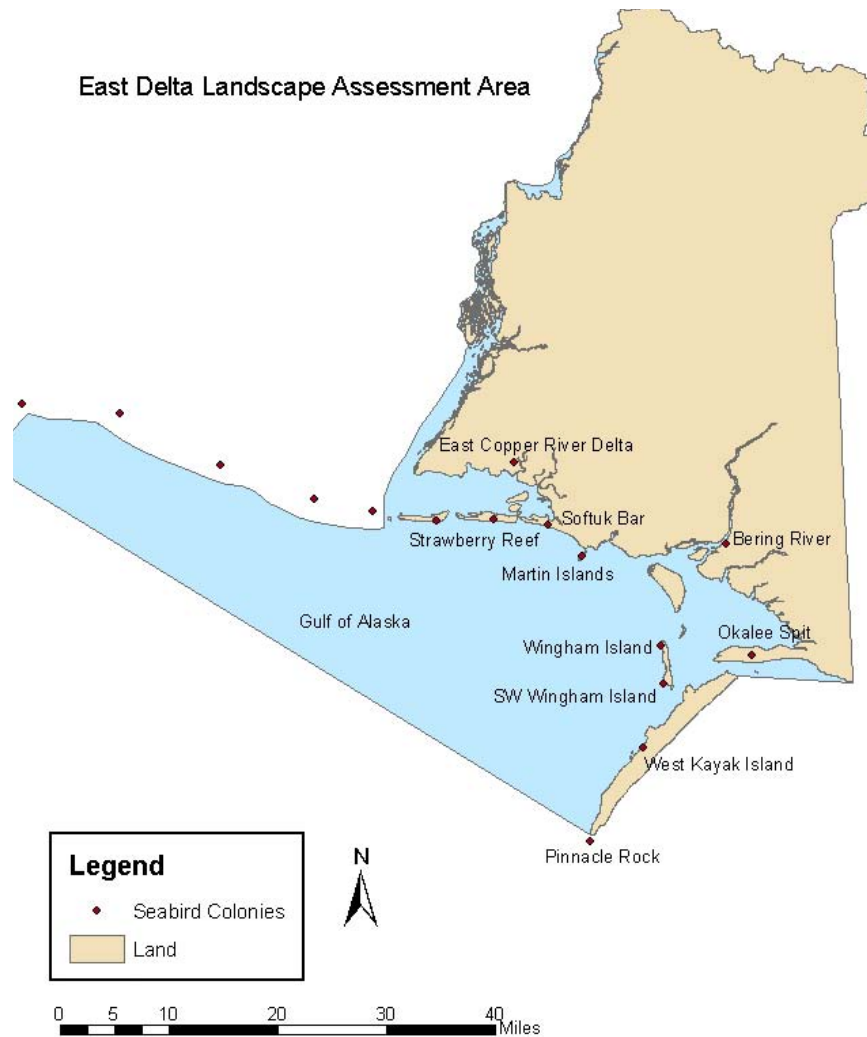 East Delta Landscape Assessment Area
East Copper River Delta
Softuk Bar
Strawberry Reef
Bering River
Martin Islands
Gulf of Alaska
Okalee Spit
Wingham Island
SW Wingham Island
West Kayak Island
Pinnacle Rock
N
Legend
Seabird Colonies
Land
0 5 10 20 30 40
Miles